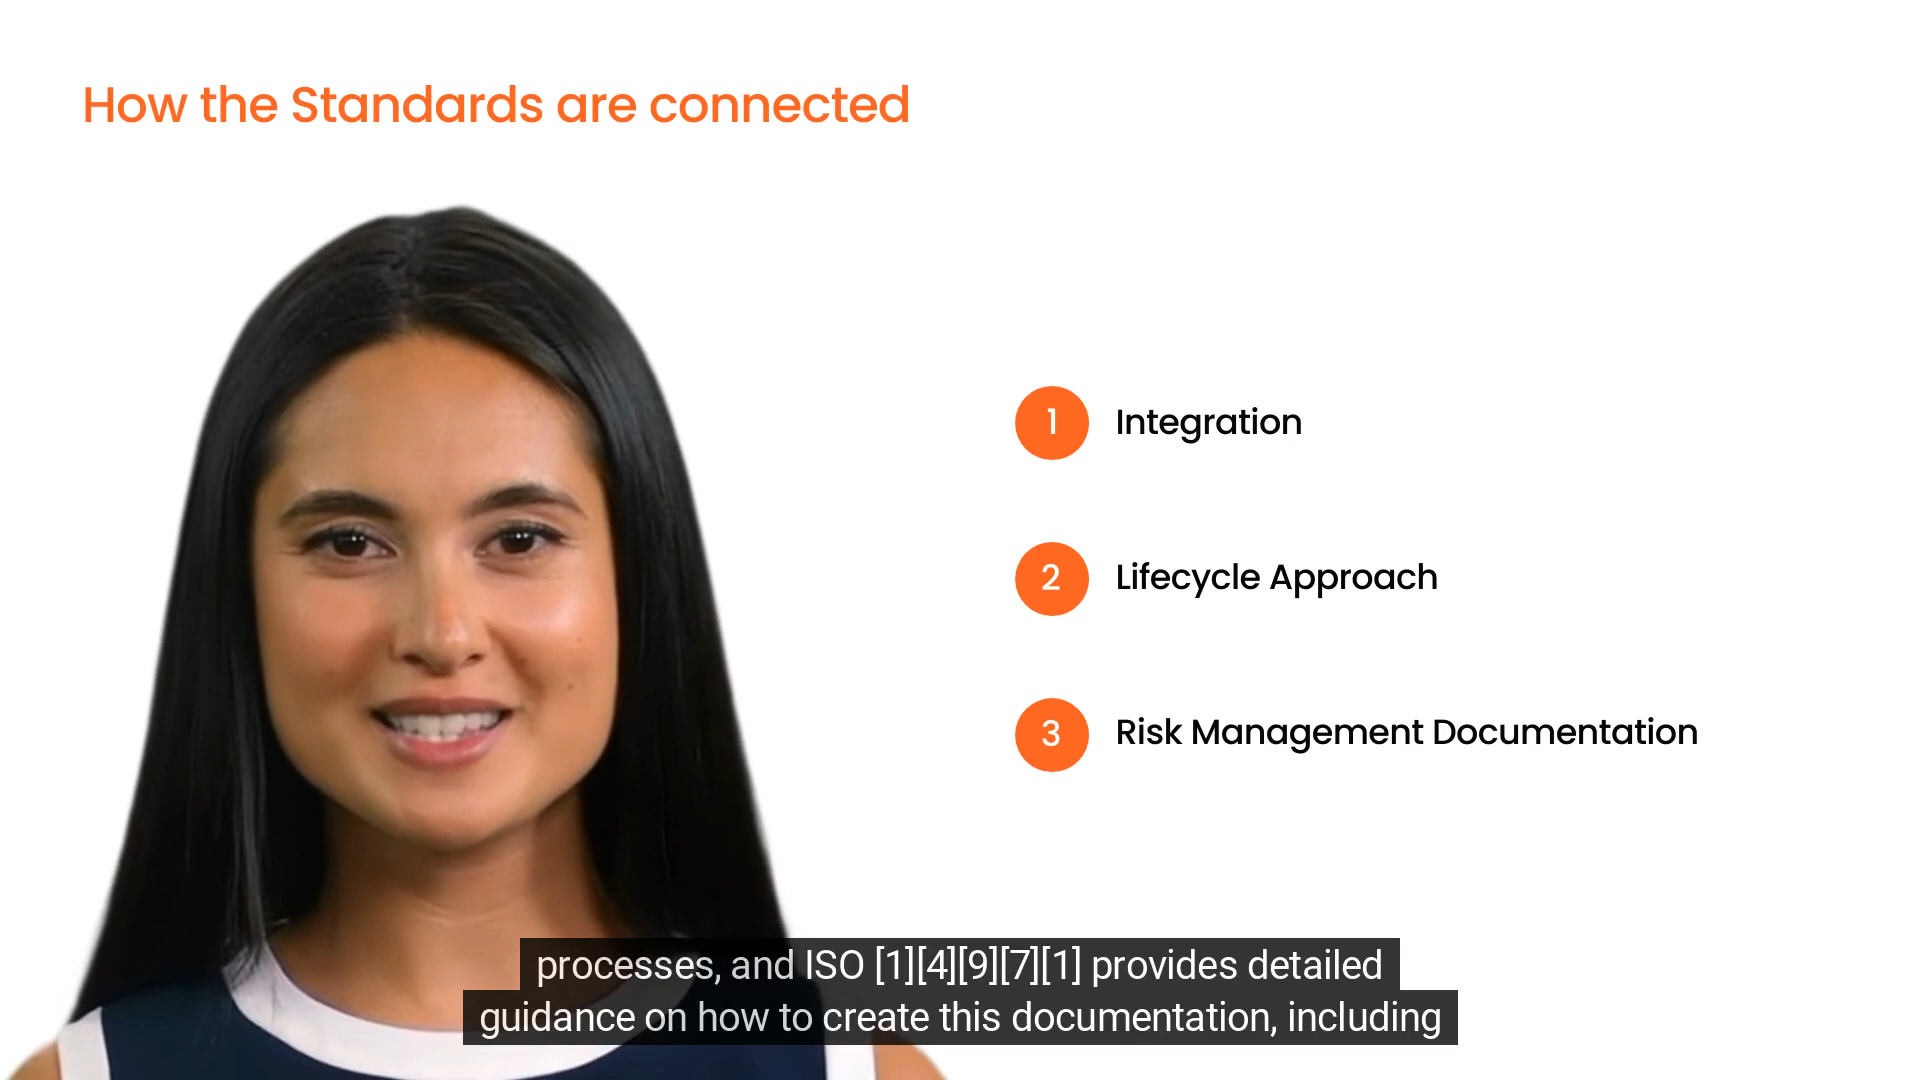 How the Standards are connected
1 Integration
2 Lifecycle Approach
3 Risk Management Documentation
processes, and ISO [1][4][9][7][1] provides detailed
guidance on how to create this documentation, including